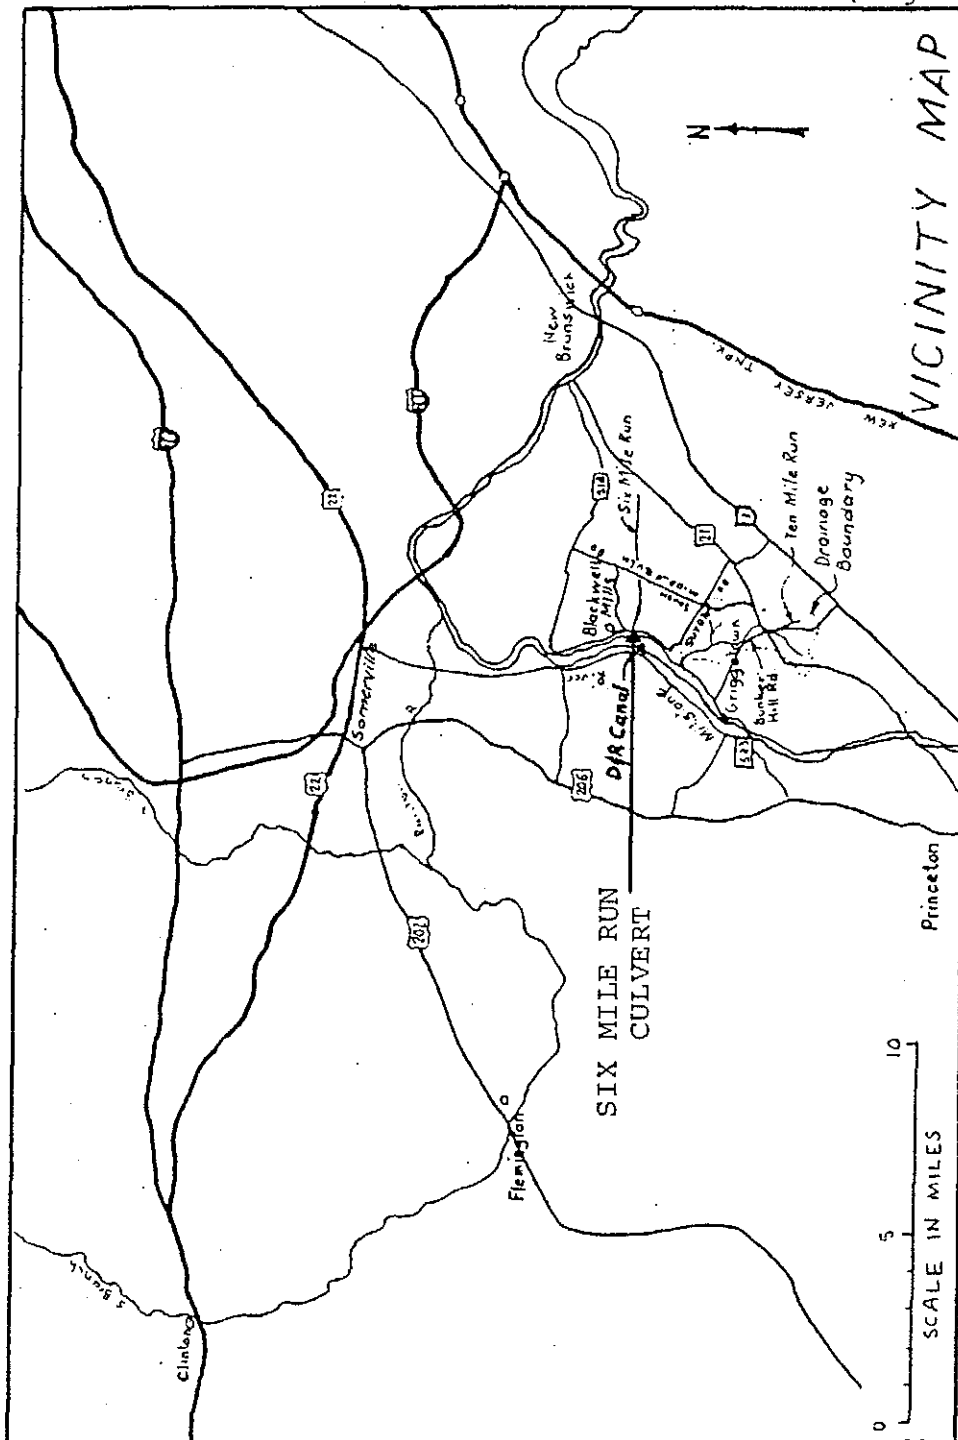 VICINITY MAP
N
22
New
Brunswick
NEW JERSEY TNPK.
514
Six Mile Run
27
1
Ten Mile Run
Drainage
Boundary
Blackwells
Mills
Griggstown
Bunker
Hill Rd
D&R Canal
533
206
Somerville
22
202
S Branch
Clinton
Flemington
Princeton
SIX MILE RUN
CULVERT
0 5 10
SCALE IN MILES